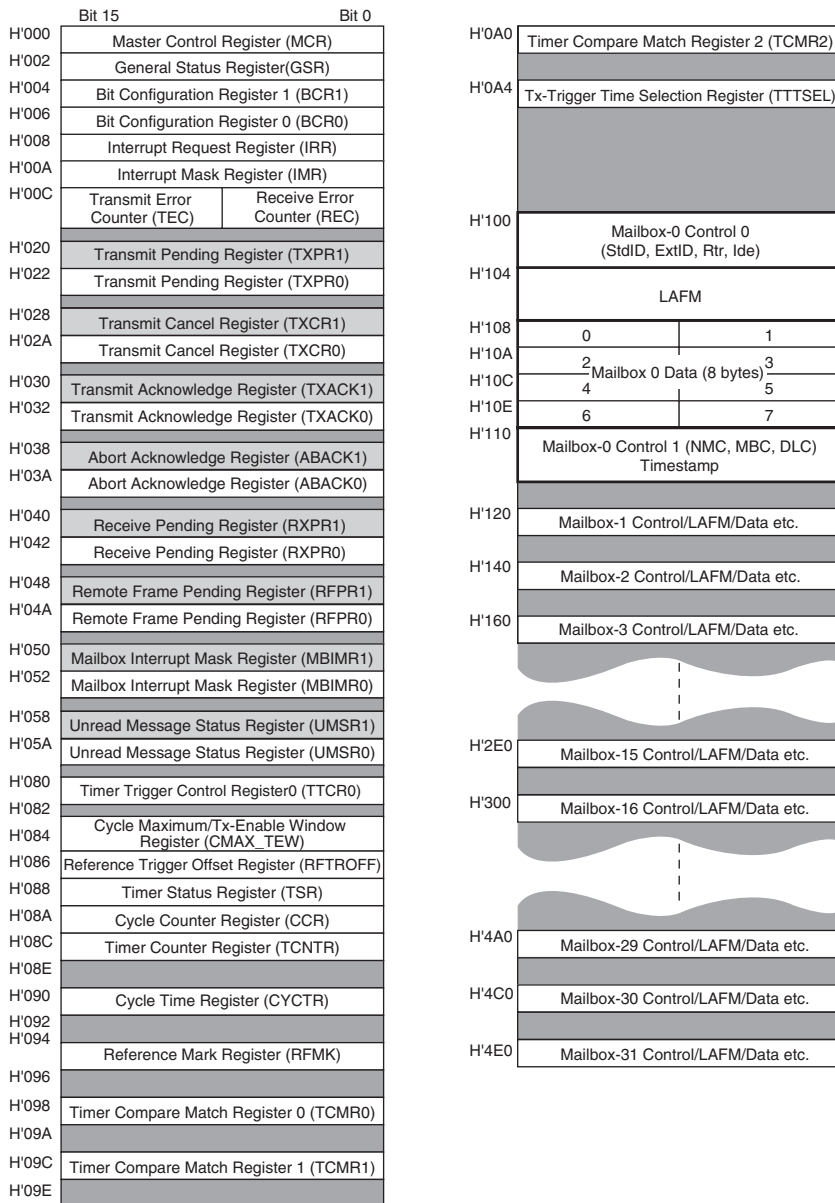 Bit 15 Bit 0
H'000 Master Control Register (MCR)
H'002 General Status Register(GSR)
H'004 Bit Configuration Register 1 (BCR1)
H'006 Bit Configuration Register 0 (BCR0)
H'008 Interrupt Request Register (IRR)
H'00A Interrupt Mask Register (IMR)
H'00C Transmit Error Receive Error
Counter (TEC) Counter (REC)
H'020 Transmit Pending Register (TXPR1)
H'022 Transmit Pending Register (TXPR0)
H'028 Transmit Cancel Register (TXCR1)
H'02A Transmit Cancel Register (TXCR0)
H'030 Transmit Acknowledge Register (TXACK1)
H'032 Transmit Acknowledge Register (TXACK0)
H'038 Abort Acknowledge Register (ABACK1)
H'03A Abort Acknowledge Register (ABACK0)
H'040 Receive Pending Register (RXPR1)
H'042 Receive Pending Register (RXPR0)
H'048 Remote Frame Pending Register (RFPR1)
H'04A Remote Frame Pending Register (RFPR0)
H'050 Mailbox Interrupt Mask Register (MBIMR1)
H'052 Mailbox Interrupt Mask Register (MBIMR0)
H'058 Unread Message Status Register (UMSR1)
H'05A Unread Message Status Register (UMSR0)
H'080 Timer Trigger Control Register0 (TTCR0)
H'082
H'084 Cycle Maximum/Tx-Enable Window
Register (CMAX_TEW)
H'086 Reference Trigger Offset Register (RFTROFF)
H'088 Timer Status Register (TSR)
H'08A Cycle Counter Register (CCR)
H'08C Timer Counter Register (TCNTR)
H'08E
H'090 Cycle Time Register (CYCTR)
H'092
H'094
Reference Mark Register (RFMK)
H'096
H'098 Timer Compare Match Register 0 (TCMR0)
H'09A
H'09C Timer Compare Match Register 1 (TCMR1)
H'09E
H'0A0 Timer Compare Match Register 2 (TCMR2)
H'0A4 Tx-Trigger Time Selection Register (TTTSEL)
H'100 Mailbox-0 Control 0
(StdID, ExtID, Rtr, Ide)
H'104 LAFM
H'108 0 1
H'10A 2 Mailbox 0 Data (8 bytes) 3
H'10C 4 5
H'10E 6 7
H'110 Mailbox-0 Control 1 (NMC, MBC, DLC)
Timestamp
H'120 Mailbox-1 Control/LAFM/Data etc.
H'140 Mailbox-2 Control/LAFM/Data etc.
H'160 Mailbox-3 Control/LAFM/Data etc.
H'2E0 Mailbox-15 Control/LAFM/Data etc.
H'300 Mailbox-16 Control/LAFM/Data etc.
H'4A0 Mailbox-29 Control/LAFM/Data etc.
H'4C0 Mailbox-30 Control/LAFM/Data etc.
H'4E0 Mailbox-31 Control/LAFM/Data etc.